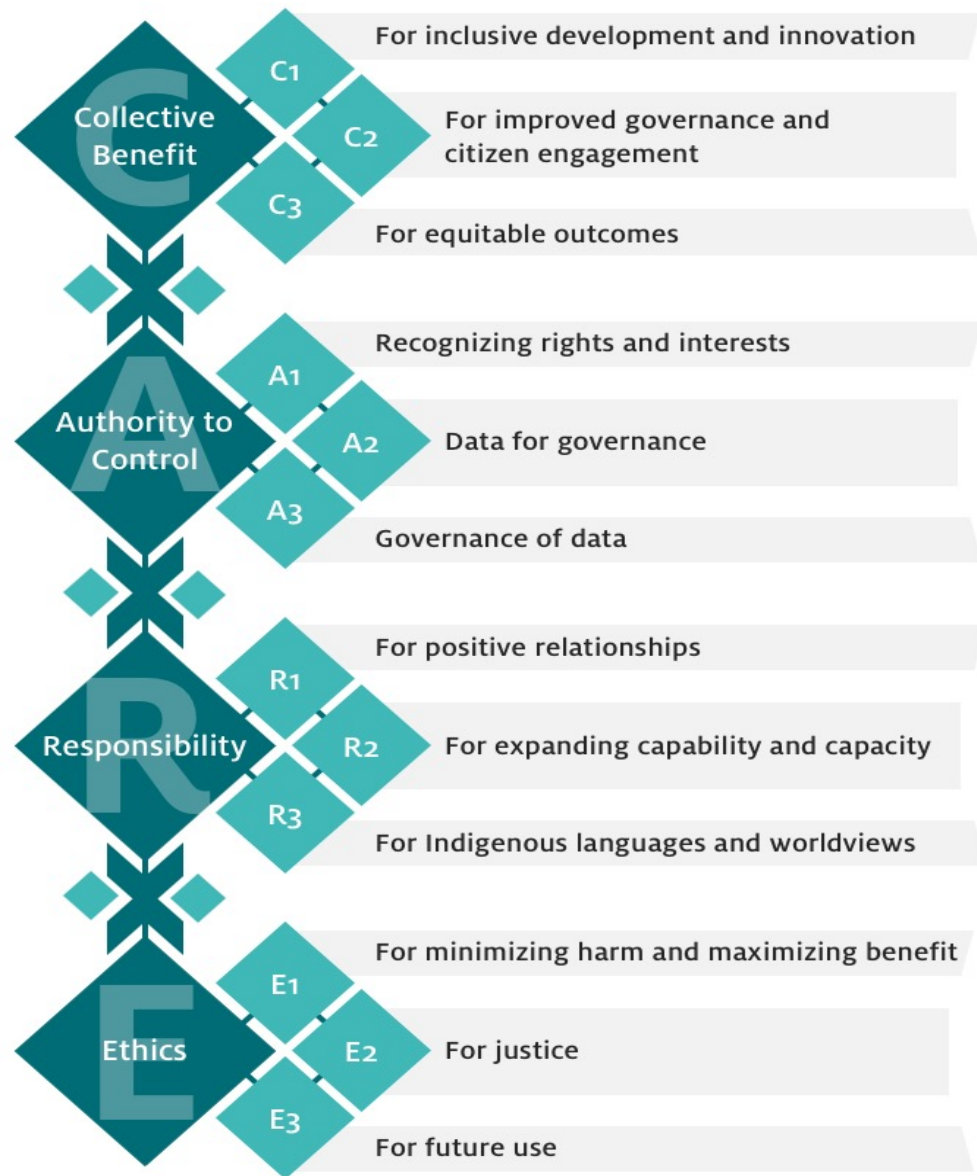 C
Collective
Benefit
C1
For inclusive development and innovation
C2
For improved governance and
citizen engagement
C3
For equitable outcomes
A
Authority to
Control
A1
Recognizing rights and interests
A2
Data for governance
A3
Governance of data
R
Responsibility
R1
For positive relationships
R2
For expanding capability and capacity
R3
For Indigenous languages and worldviews
E
Ethics
E1
For minimizing harm and maximizing benefit
E2
For justice
E3
For future use